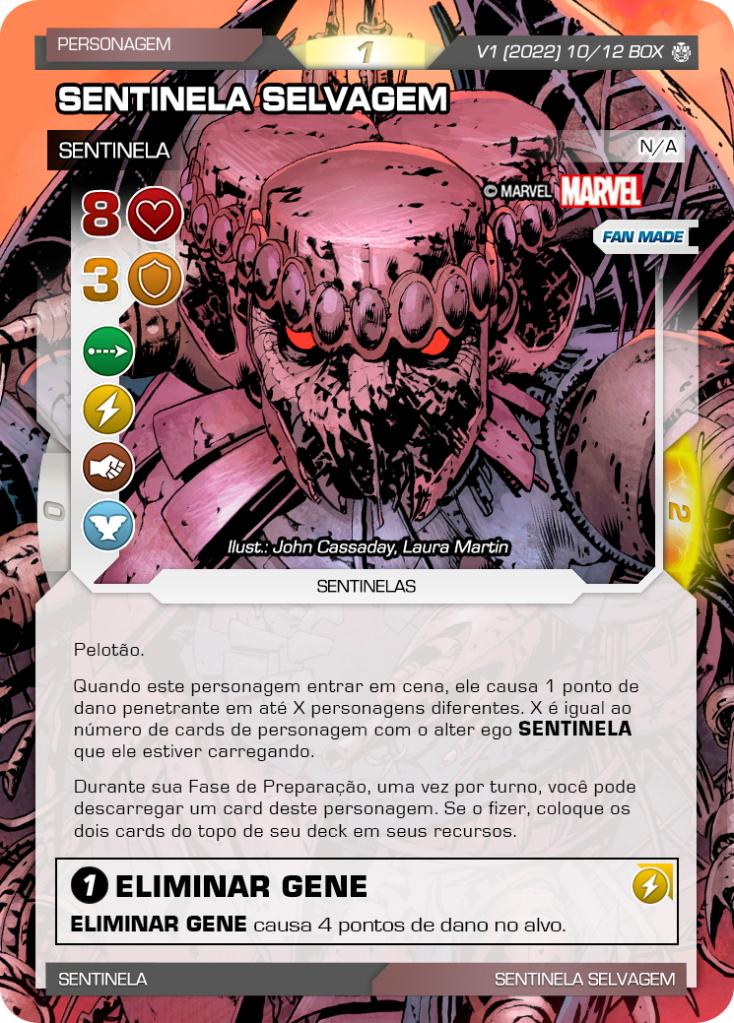 PERSONAGEM
1
V1 (2022) 10/12 BOX
SENTINELA SELVAGEM
SENTINELA
N/A
8
© MARVEL MARVEL
FAN MADE
3
0
2
Ilust.: John Cassaday, Laura Martin
SENTINELAS
Pelotão.
Quando este personagem entrar em cena, ele causa 1 ponto de
dano penetrante em até X personagens diferentes. X é igual ao
número de cards de personagem com o alter ego SENTINELA
que ele estiver carregando.
Durante sua Fase de Preparação, uma vez por turno, você pode
descarregar um card deste personagem. Se o fizer, coloque os
dois cards do topo de seu deck em seus recursos.
1 ELIMINAR GENE
ELIMINAR GENE causa 4 pontos de dano no alvo.
SENTINELA
SENTINELA SELVAGEM